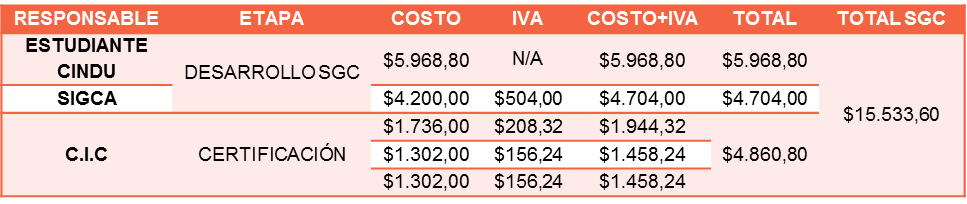 RESPONSABLE ETAPA COSTO IVA COSTO+IVA TOTAL TOTAL SGC
ESTUDIANTE CINDU DESARROLLO SGC $5.968,80 N/A $5.968,80 $5.968,80 $15.533,60
SIGCA $4.200,00 $504,00 $4.704,00 $4.704,00
C.I.C CERTIFICACIÓN $1.736,00 $208,32 $1.944,32 $4.860,80
$1.302,00 $156,24 $1.458,24
$1.302,00 $156,24 $1.458,24